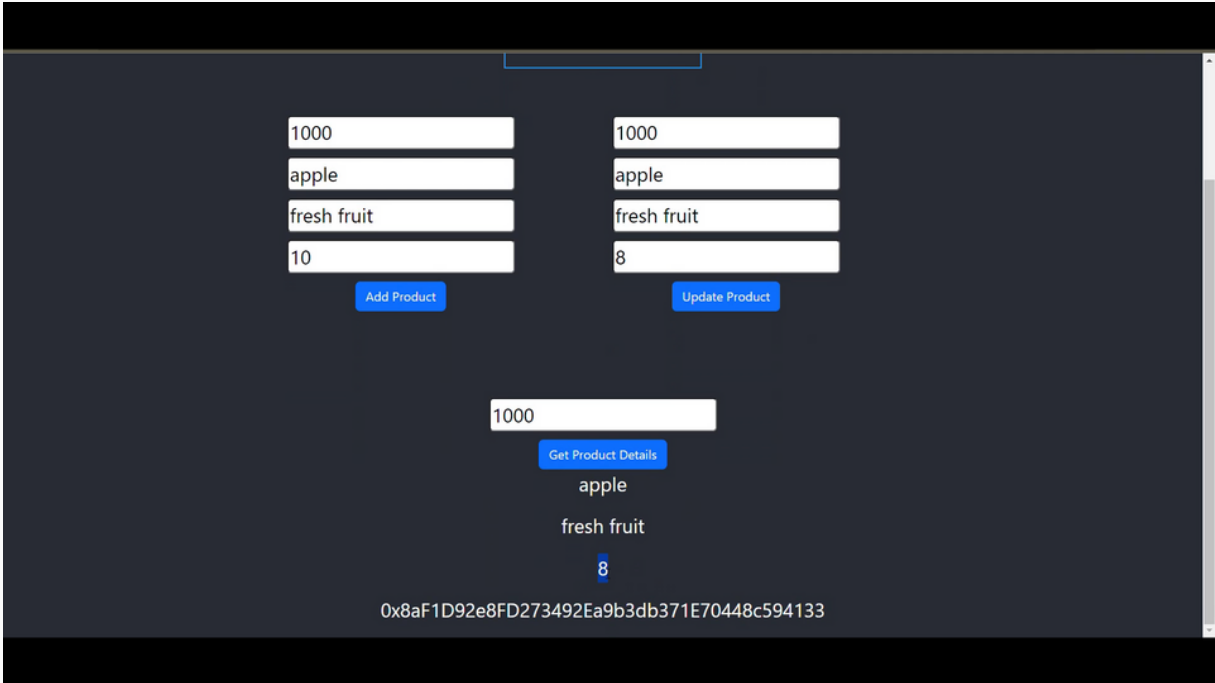 1000
apple
fresh fruit
10
Add Product
1000
apple
fresh fruit
8
Update Product
1000
Get Product Details
apple
fresh fruit
8
0x8aF1D92e8FD273492Ea9b3db371E70448c594133